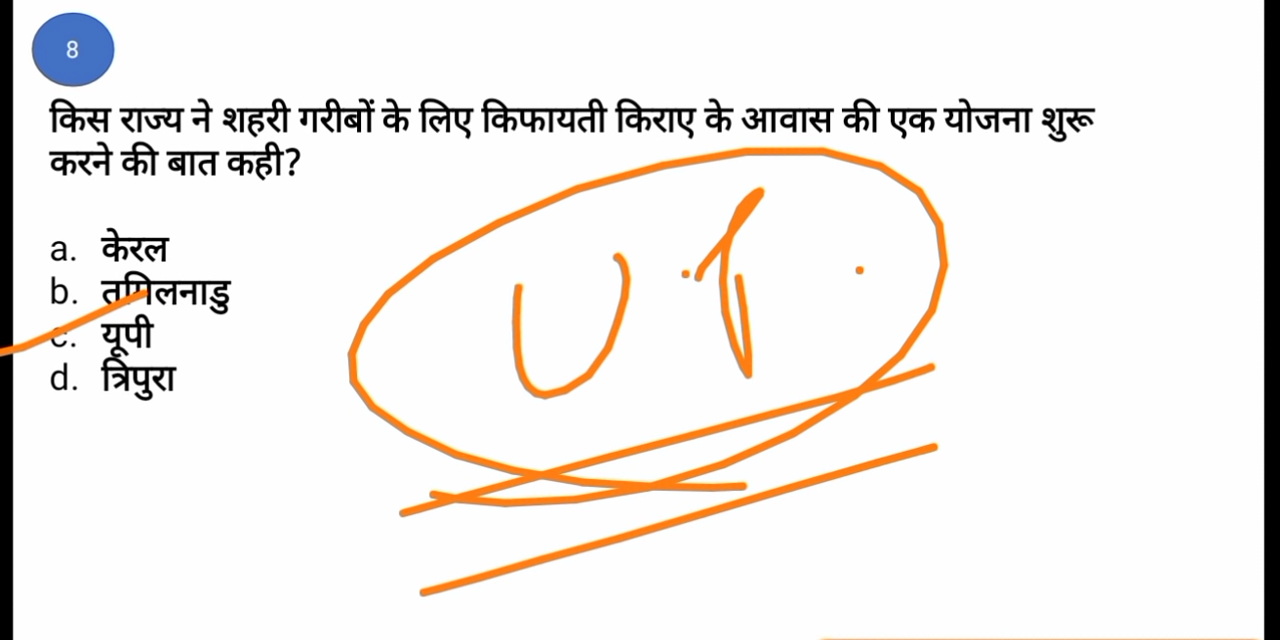 8
किस राज्य ने शहरी गरीबों के लिए किफायती किराए के आवास की एक योजना शुरू
करने की बात कही?
a. केरल
b. तमिलनाडु
c. यूपी
d. त्रिपुरा
U.P.